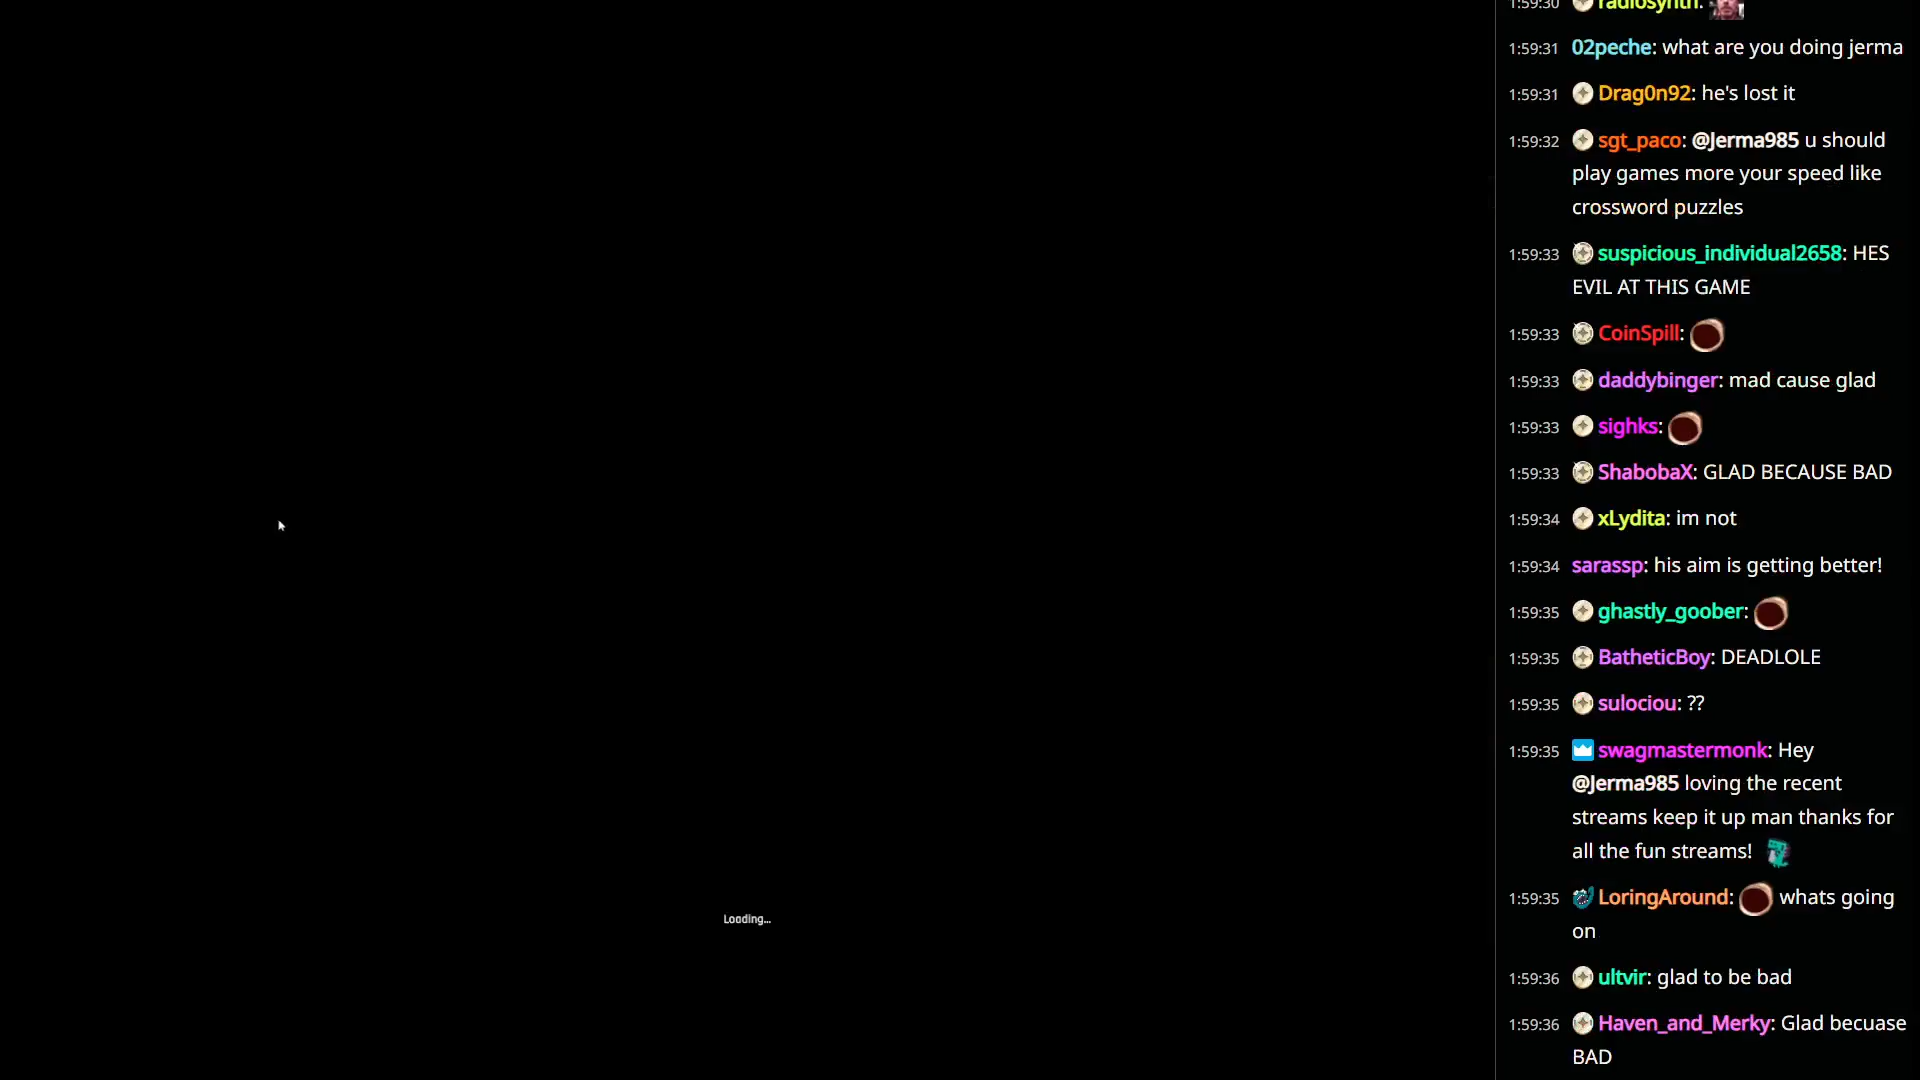 1:59:30 radiosynth:
1:59:31 02peche: what are you doing jerma
1:59:31 Drag0n92: he's lost it
1:59:32 sgt_paco: @Jerma985 u should
play games more your speed like
crossword puzzles
1:59:33 suspicious_individual2658: HES
EVIL AT THIS GAME
1:59:33 CoinSpill:
1:59:33 daddybinger: mad cause glad
1:59:33 sighks:
1:59:33 ShabobaX: GLAD BECAUSE BAD
1:59:34 xLydita: im not
1:59:34 sarassp: his aim is getting better!
1:59:35 ghastly_goober:
1:59:35 BatheticBoy: DEADLOLE
1:59:35 sulociou: ??
1:59:35 swagmastermonk: Hey
@Jerma985 loving the recent
streams keep it up man thanks for
all the fun streams!
1:59:35 LoringAround: whats going
on
1:59:36 ultvir: glad to be bad
1:59:36 Haven_and_Merky: Glad becuase
BAD
Loading...